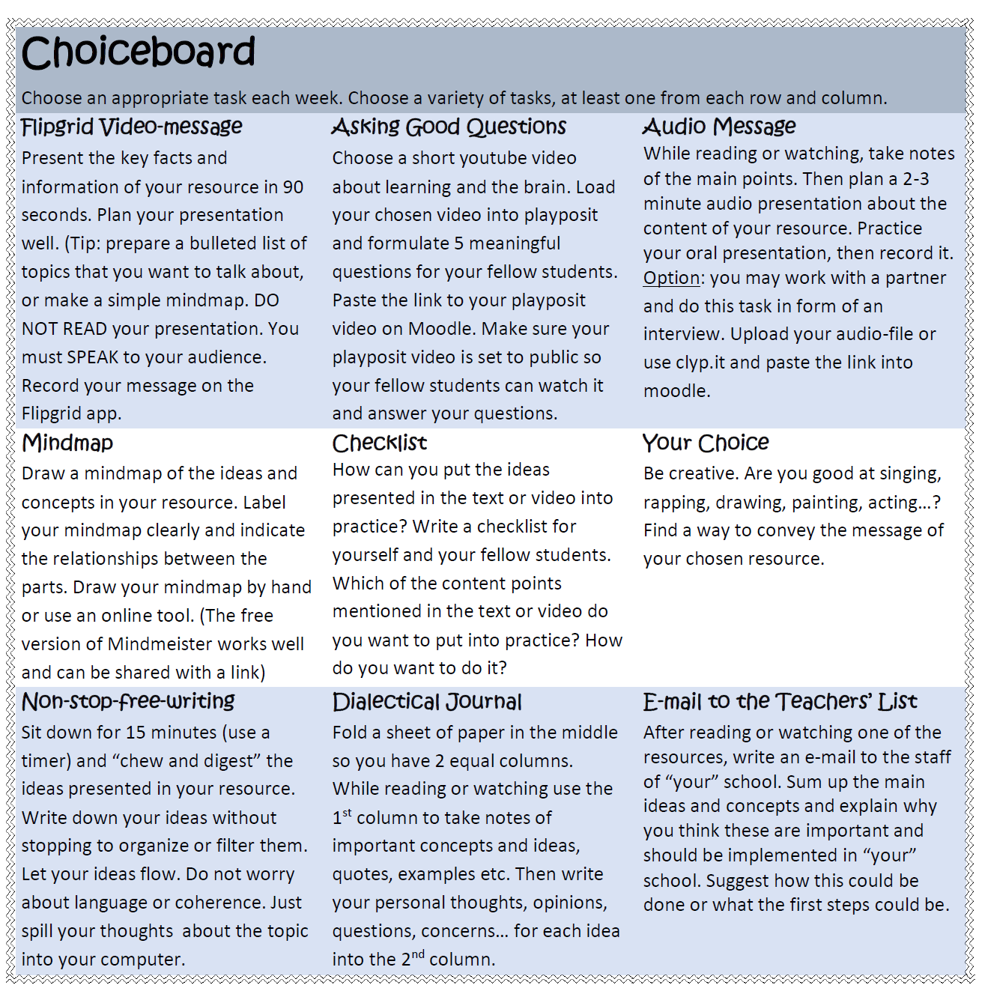 Choiceboard
Choose an appropriate task each week. Choose a variety of tasks, at least one from each row and column.
Flipgrid Video-message
Present the key facts and
information of your resource in 90
seconds. Plan your presentation
well. (Tip: prepare a bulleted list of
topics that you want to talk about,
or make a simple mindmap. DO
NOT READ your presentation. You
must SPEAK to your audience.
Record your message on the
Flipgrid app.
Asking Good Questions
Choose a short youtube video
about learning and the brain. Load
your chosen video into playposit
and formulate 5 meaningful
questions for your fellow students.
Paste the link to your playposit
video on Moodle. Make sure your
playposit video is set to public so
your fellow students can watch it
and answer your questions.
Audio Message
While reading or watching, take notes
of the main points. Then plan a 2-3
minute audio presentation about the
content of your resource. Practice
your oral presentation, then record it.
Option: you may work with a partner
and do this task in form of an
interview. Upload your audio-file or
use clyp.it and paste the link into
moodle.
Mindmap
Draw a mindmap of the ideas and
concepts in your resource. Label
your mindmap clearly and indicate
the relationships between the
parts. Draw your mindmap by hand
or use an online tool. (The free
version of Mindmeister works well
and can be shared with a link)
Checklist
How can you put the ideas
presented in the text or video into
practice? Write a checklist for
yourself and your fellow students.
Which of the content points
mentioned in the text or video do
you want to put into practice? How
do you want to do it?
Your Choice
Be creative. Are you good at singing,
rapping, drawing, painting, acting…?
Find a way to convey the message of
your chosen resource.
Non-stop-free-writing
Sit down for 15 minutes (use a
timer) and “chew and digest” the
ideas presented in your resource.
Write down your ideas without
stopping to organize or filter them.
Let your ideas flow. Do not worry
about language or coherence. Just
spill your thoughts  about the topic
into your computer.
Dialectical Journal
Fold a sheet of paper in the middle
so you have 2 equal columns.
While reading or watching use the
1st column to take notes of
important concepts and ideas,
quotes, examples etc. Then write
your personal thoughts, opinions,
questions, concerns… for each idea
into the 2nd column.
E-mail to the Teachers’ List
After reading or watching one of the
resources, write an e-mail to the staff
of “your” school. Sum up the main
ideas and concepts and explain why
you think these are important and
should be implemented in “your”
school. Suggest how this could be
done or what the first steps could be.